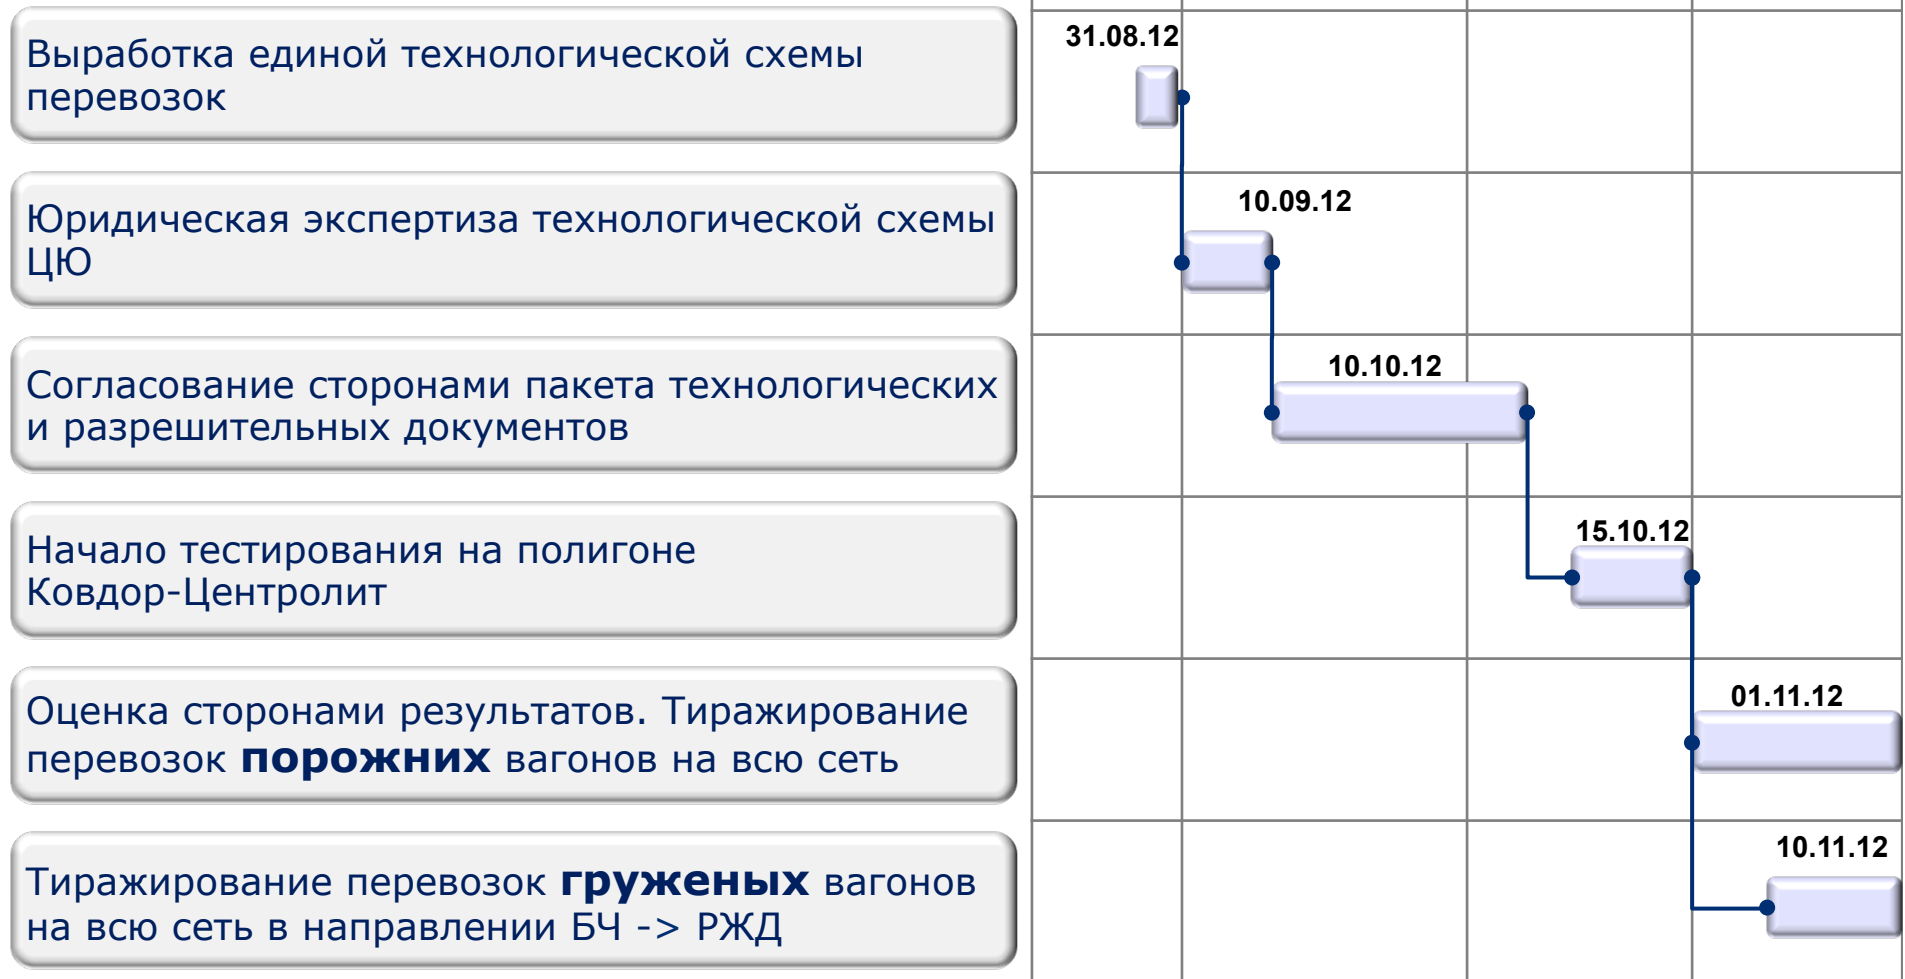 Выработка единой технологической схемы
перевозок
31.08.12
Юридическая экспертиза технологической схемы
ЦЮ
10.09.12
Согласование сторонами пакета технологических
и разрешительных документов
10.10.12
Начало тестирования на полигоне
Ковдор-Центролит
15.10.12
Оценка сторонами результатов. Тиражирование
перевозок порожних вагонов на всю сеть
01.11.12
Тиражирование перевозок груженых вагонов
на всю сеть в направлении БЧ -> РЖД
10.11.12